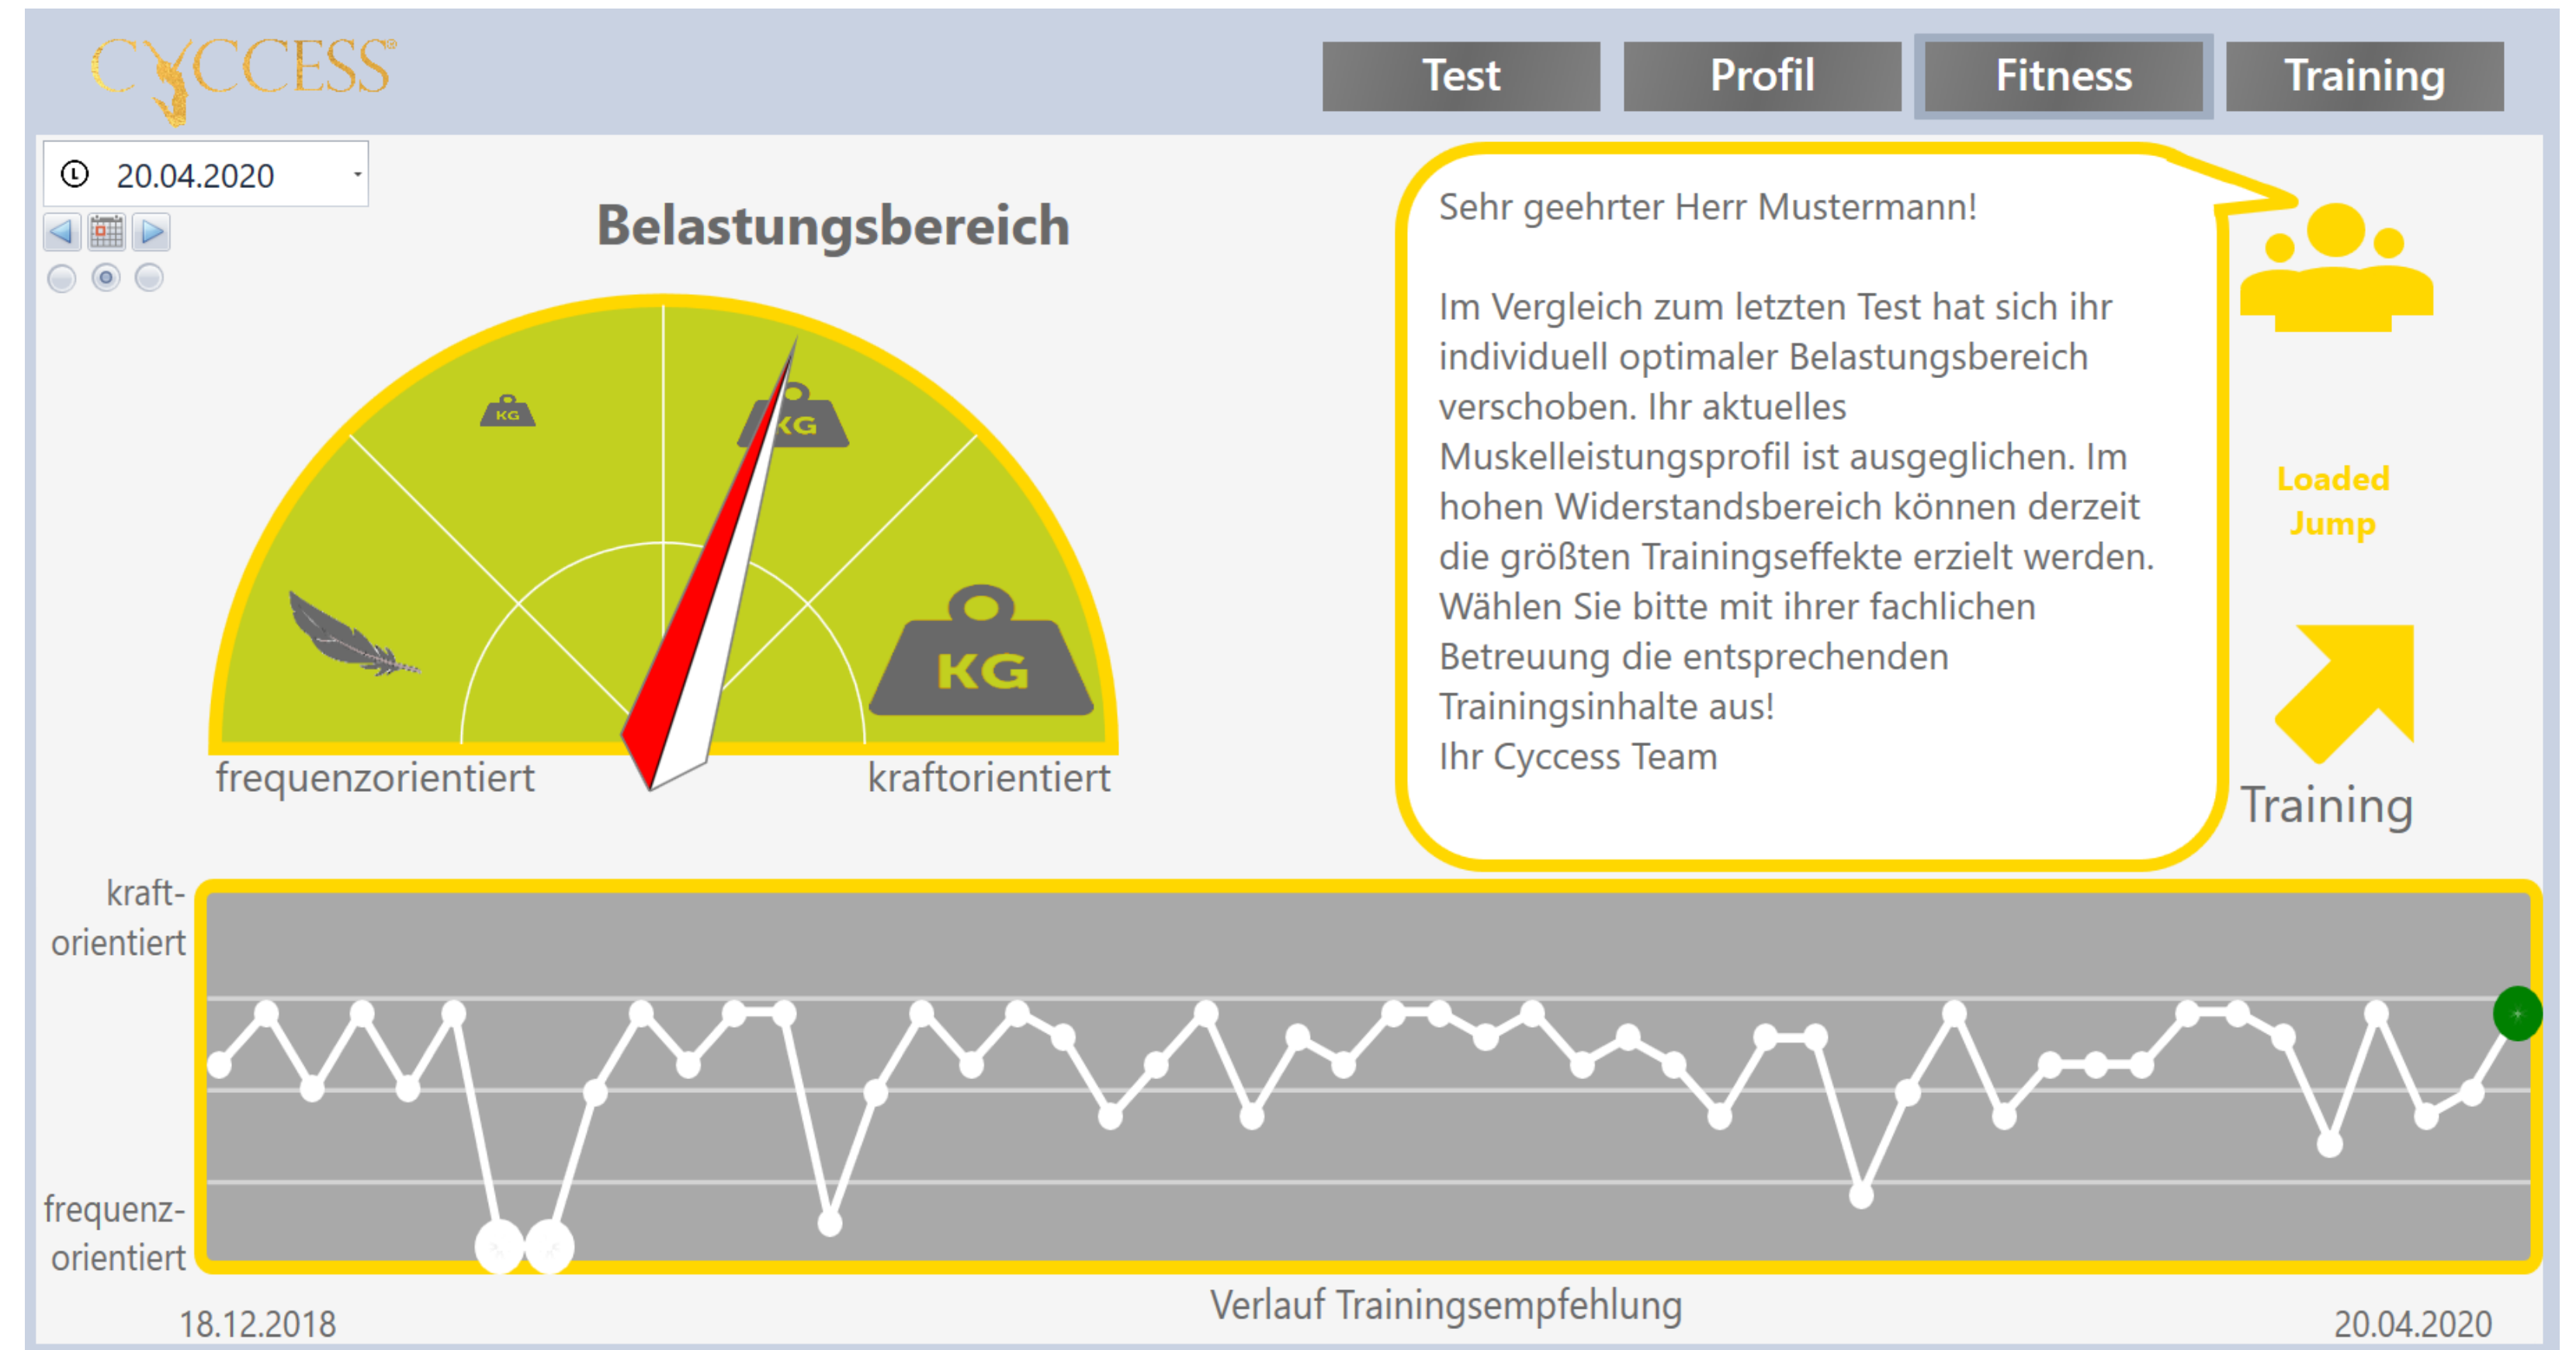 CYCCESS®
Test
Profil
Fitness
Training
20.04.2020
Belastungsbereich
KG
KG
KG
frequenzorientiert
kraftorientiert
Sehr geehrter Herr Mustermann!
Im Vergleich zum letzten Test hat sich ihr
individuell optimaler Belastungsbereich
verschoben. Ihr aktuelles
Muskelleistungsprofil ist ausgeglichen. Im
hohen Widerstandsbereich können derzeit
die größten Trainingseffekte erzielt werden.
Wählen Sie bitte mit ihrer fachlichen
Betreuung die entsprechenden
Trainingsinhalte aus!
Ihr Cyccess Team
Loaded
Jump
Training
kraft-
orientiert
frequenz-
orientiert
18.12.2018
Verlauf Trainingsempfehlung
20.04.2020